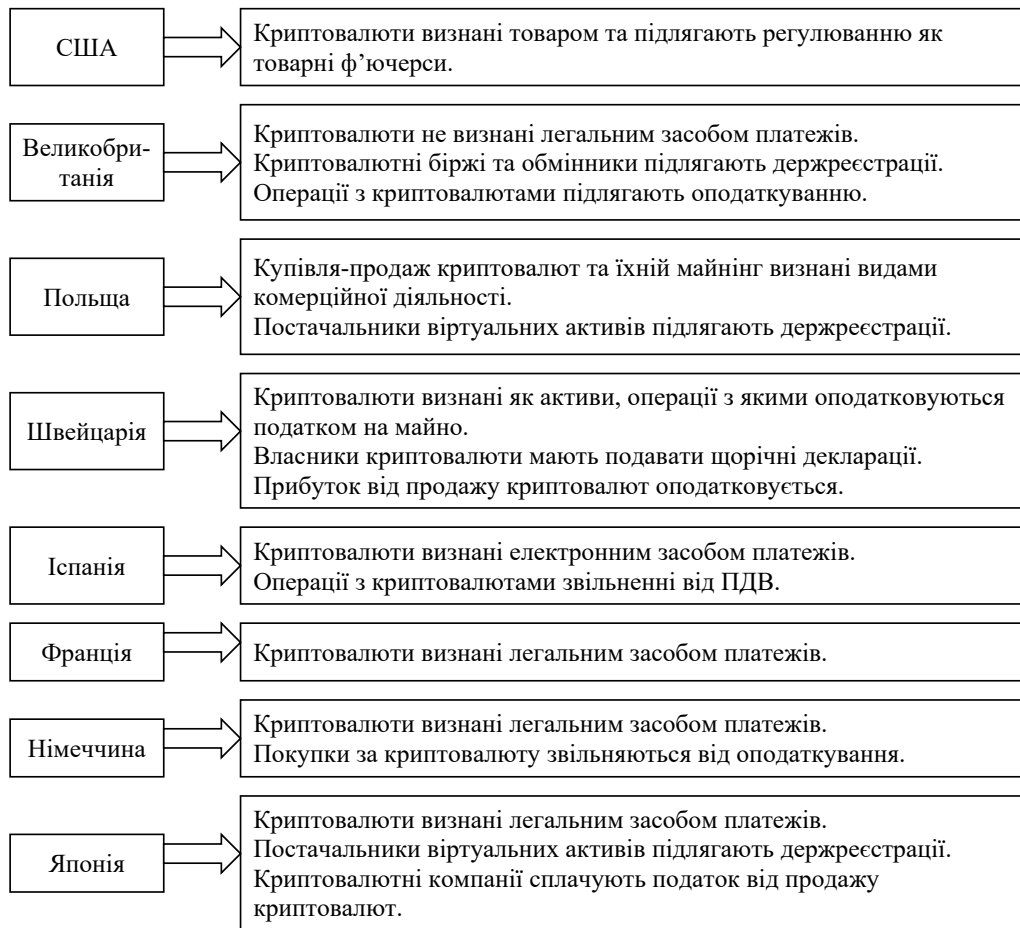 США
Криптовалюти визнані товаром та підлягають регулюванню як
товарні ф’ючерси.
Великобри-
танія
Криптовалюти не визнані легальним засобом платежів.
Криптовалютні біржі та обмінники підлягають держреєстрації.
Операції з криптовалютами підлягають оподаткуванню.
Польща
Купівля-продаж криптовалют та їхній майнінг визнані видами
комерційної діяльності.
Постачальники віртуальних активів підлягають держреєстрації.
Швейцарія
Криптовалюти визнані як активи, операції з якими оподатковуються
податком на майно.
Власники криптовалюти мають подавати щорічні декларації.
Прибуток від продажу криптовалют оподатковується.
Іспанія
Криптовалюти визнані електронним засобом платежів.
Операції з криптовалютами звільненні від ПДВ.
Франція
Криптовалюти визнані легальним засобом платежів.
Німеччина
Криптовалюти визнані легальним засобом платежів.
Покупки за криптовалюту звільняються від оподаткування.
Японія
Криптовалюти визнані легальним засобом платежів.
Постачальники віртуальних активів підлягають держреєстрації.
Криптовалютні компанії сплачують податок від продажу
криптовалют.